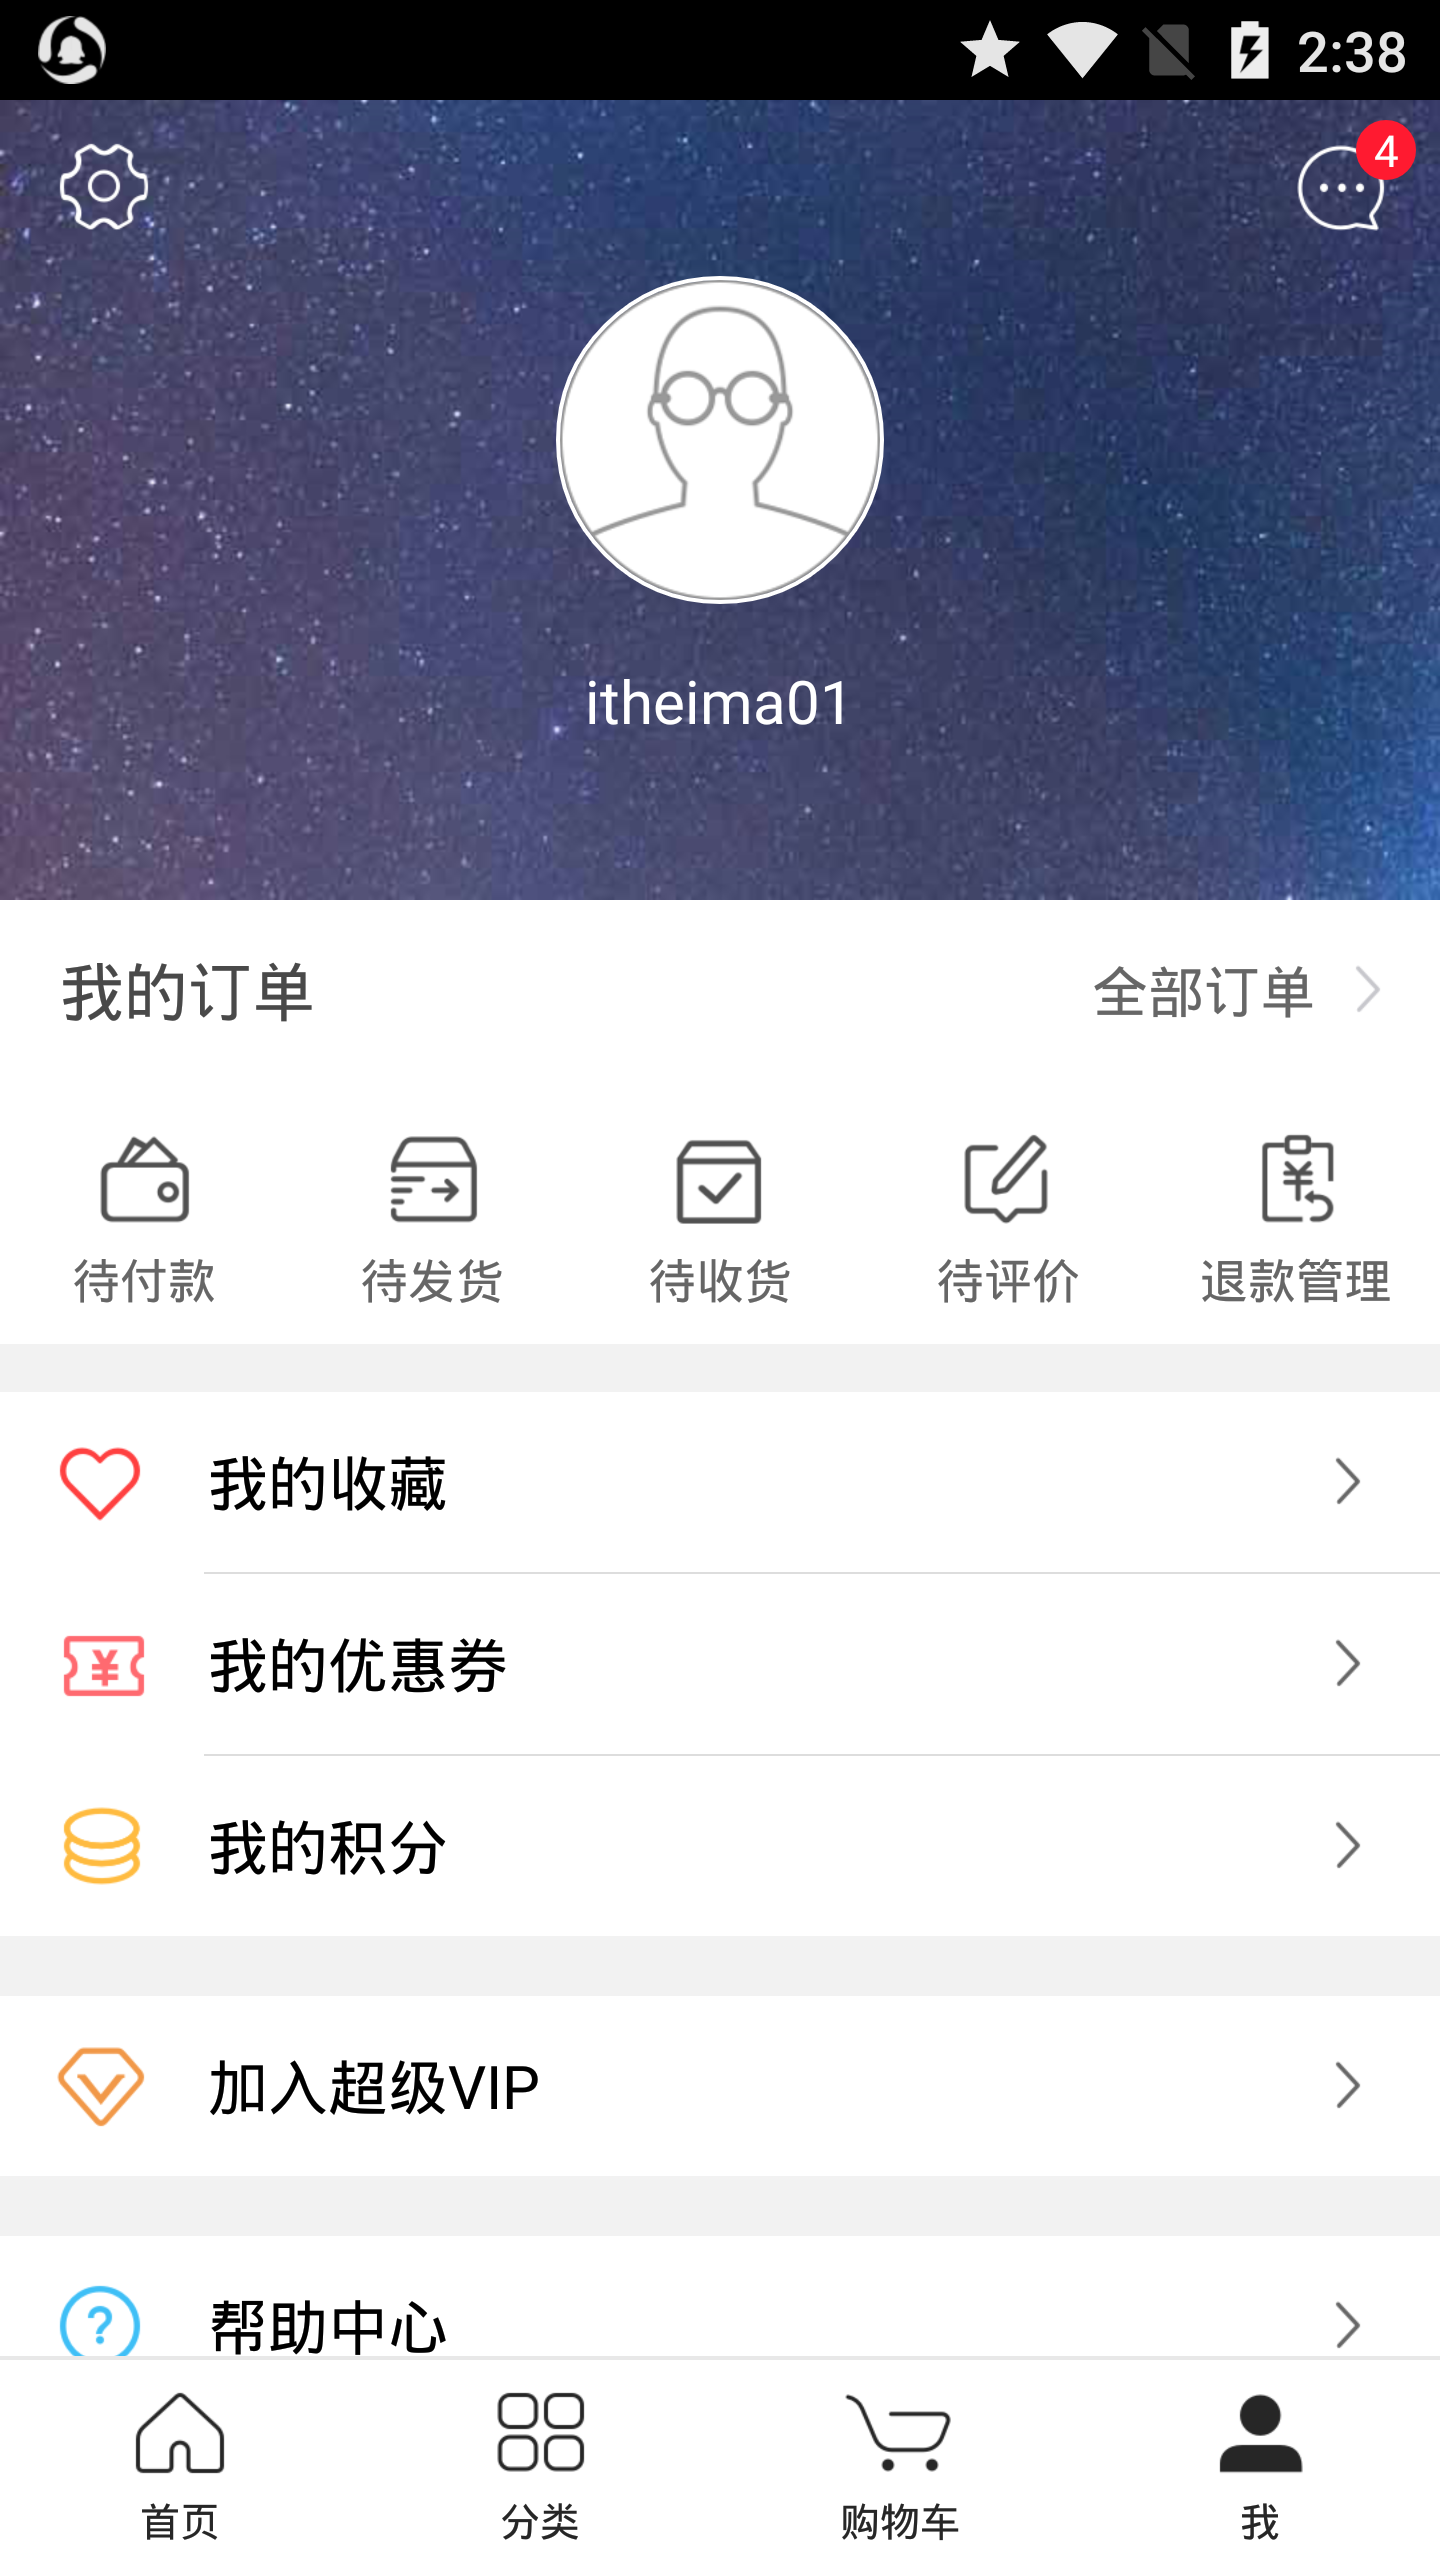 2:38
4
itheima01
我的订单 全部订单
待付款 待发货 待收货 待评价 退款管理
我的收藏
我的优惠券
我的积分
加入超级VIP
帮助中心
首页 分类 购物车 我